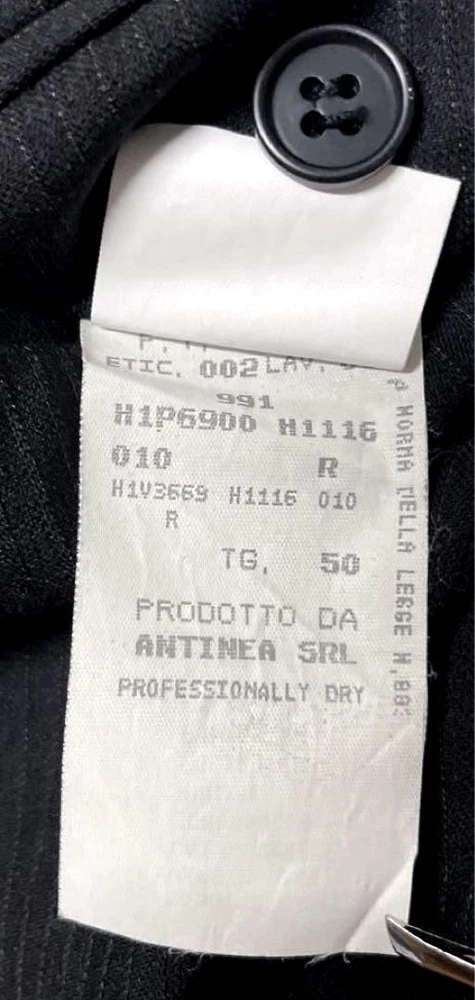 ETIC. 002 LAV.
991
H1P6900 H1116
010 R
H1V3669 H1116 010
R
TG. 50
PRODOTTO DA
ANTINEA SRL
PROFESSIONALLY DRY
NORMA DELLA LEGGE N.